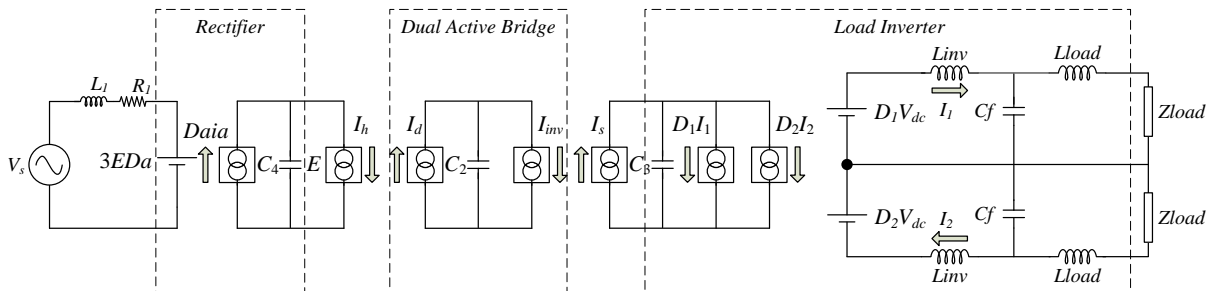 Rectifier
Dual Active Bridge
Load Inverter
L1 R1
Vs
3EDa
Daia
C4
E
Ih
Id
C2
Iinv
Is
C3
D1I1
D2I2
Linv
Lload
D1Vdc
I1
Cf
Zload
D2Vdc
I2
Cf
Zload
Linv
Lload